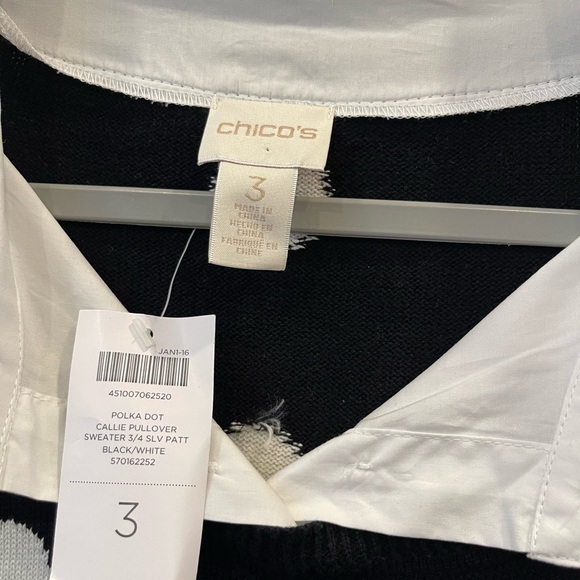 chico's
3
MADE IN
CHINA
HECHO EN
CHINA
FABRIQUÉ EN
CHINE
JAN1-16
451007062520
POLKA DOT
CALLIE PULLOVER
SWEATER 3/4 SLV PATT
BLACK/WHITE
570162252
3